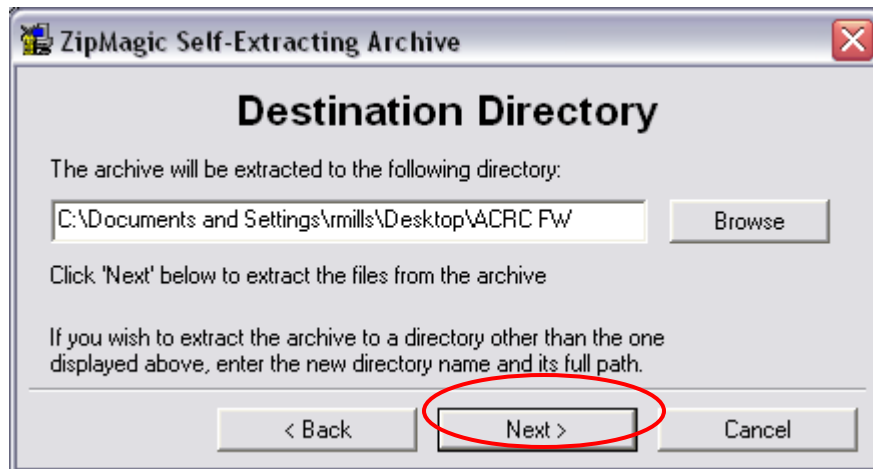 ZipMagic Self-Extracting Archive
Destination Directory
The archive will be extracted to the following directory:
C:\Documents and Settings\rmills\Desktop\ACRC FW
Browse
Click 'Next' below to extract the files from the archive
If you wish to extract the archive to a directory other than the one
displayed above, enter the new directory name and its full path.
< Back
Next >
Cancel